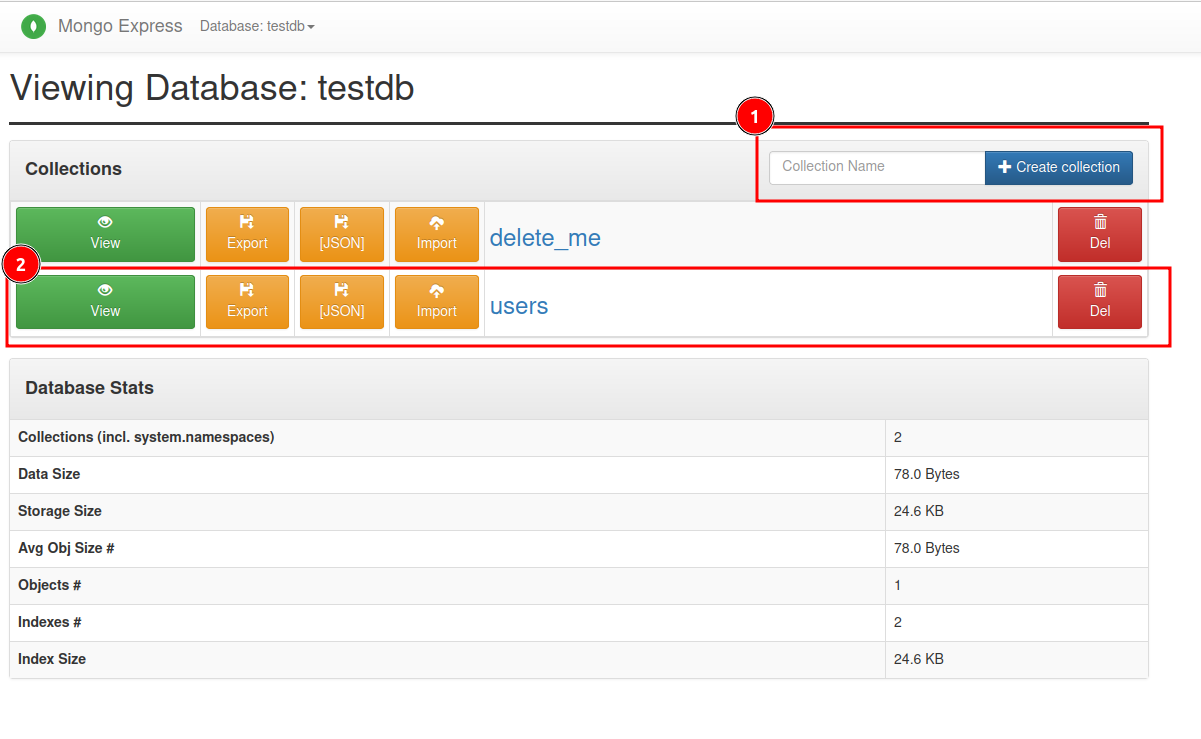 Mongo Express Database: testdb
Viewing Database: testdb
1
Collections Collection Name Create collection
View Export [JSON] Import delete_me Del
2
View Export [JSON] Import users Del
Database Stats
Collections (incl. system.namespaces) 2
Data Size 78.0 Bytes
Storage Size 24.6 KB
Avg Obj Size # 78.0 Bytes
Objects # 1
Indexes # 2
Index Size 24.6 KB